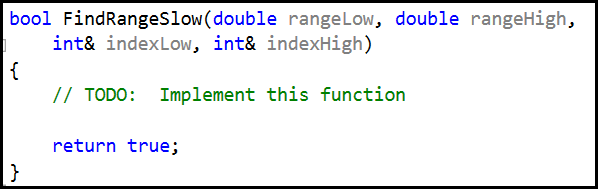 bool FindRangeSlow(double rangeLow, double rangeHigh,
    int& indexLow, int& indexHigh)
{
    // TODO:  Implement this function

    return true;
}